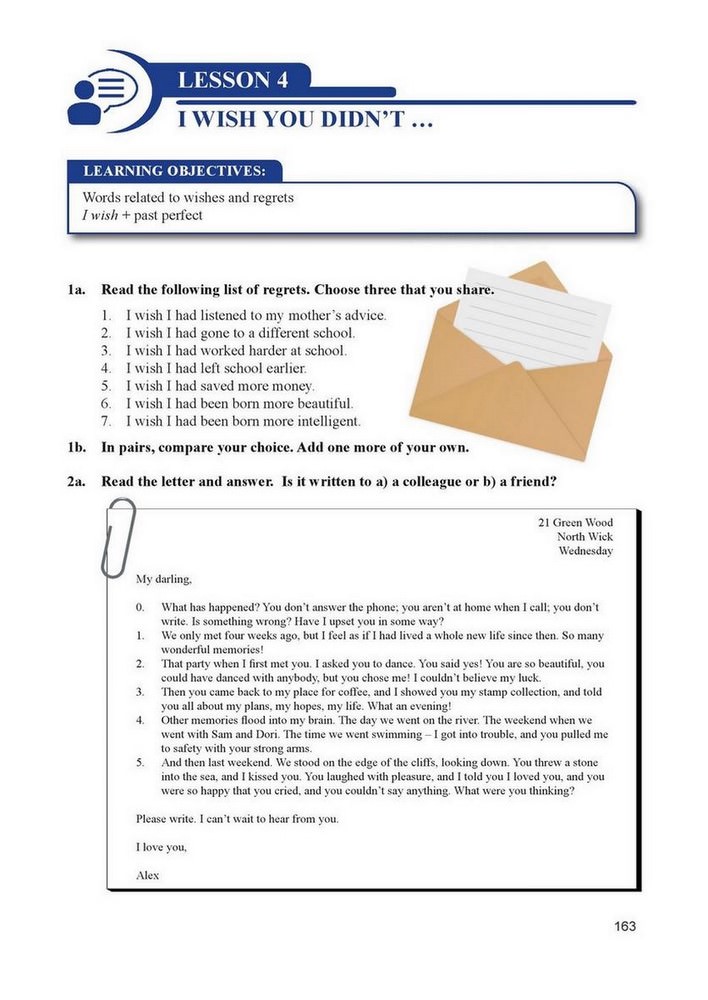 LESSON 4
I WISH YOU DIDN'T …
LEARNING OBJECTIVES:
Words related to wishes and regrets
I wish + past perfect
1a. Read the following list of regrets. Choose three that you share.
1. I wish I had listened to my mother's advice.
2. I wish I had gone to a different school.
3. I wish I had worked harder at school.
4. I wish I had left school earlier.
5. I wish I had saved more money.
6. I wish I had been born more beautiful.
7. I wish I had been born more intelligent.
1b. In pairs, compare your choice. Add one more of your own.
2a. Read the letter and answer. Is it written to a) a colleague or b) a friend?
21 Green Wood
North Wick
Wednesday
My darling,
0. What has happened? You don't answer the phone; you aren't at home when I call; you don't
write. Is something wrong? Have I upset you in some way?
1. We only met four weeks ago, but I feel as if I had lived a whole new life since then. So many
wonderful memories!
2. That party when I first met you. I asked you to dance. You said yes! You are so beautiful, you
could have danced with anybody, but you chose me! I couldn't believe my luck.
3. Then you came back to my place for coffee, and I showed you my stamp collection, and told
you all about my plans, my hopes, my life. What an evening!
4. Other memories flood into my brain. The day we went on the river. The weekend when we
went with Sam and Dori. The time we went swimming – I got into trouble, and you pulled me
to safety with your strong arms.
5. And then last weekend. We stood on the edge of the cliffs, looking down. You threw a stone
into the sea, and I kissed you. You laughed with pleasure, and I told you I loved you, and you
were so happy that you cried, and you couldn't say anything. What were you thinking?
Please write. I can't wait to hear from you.
I love you,
Alex
163